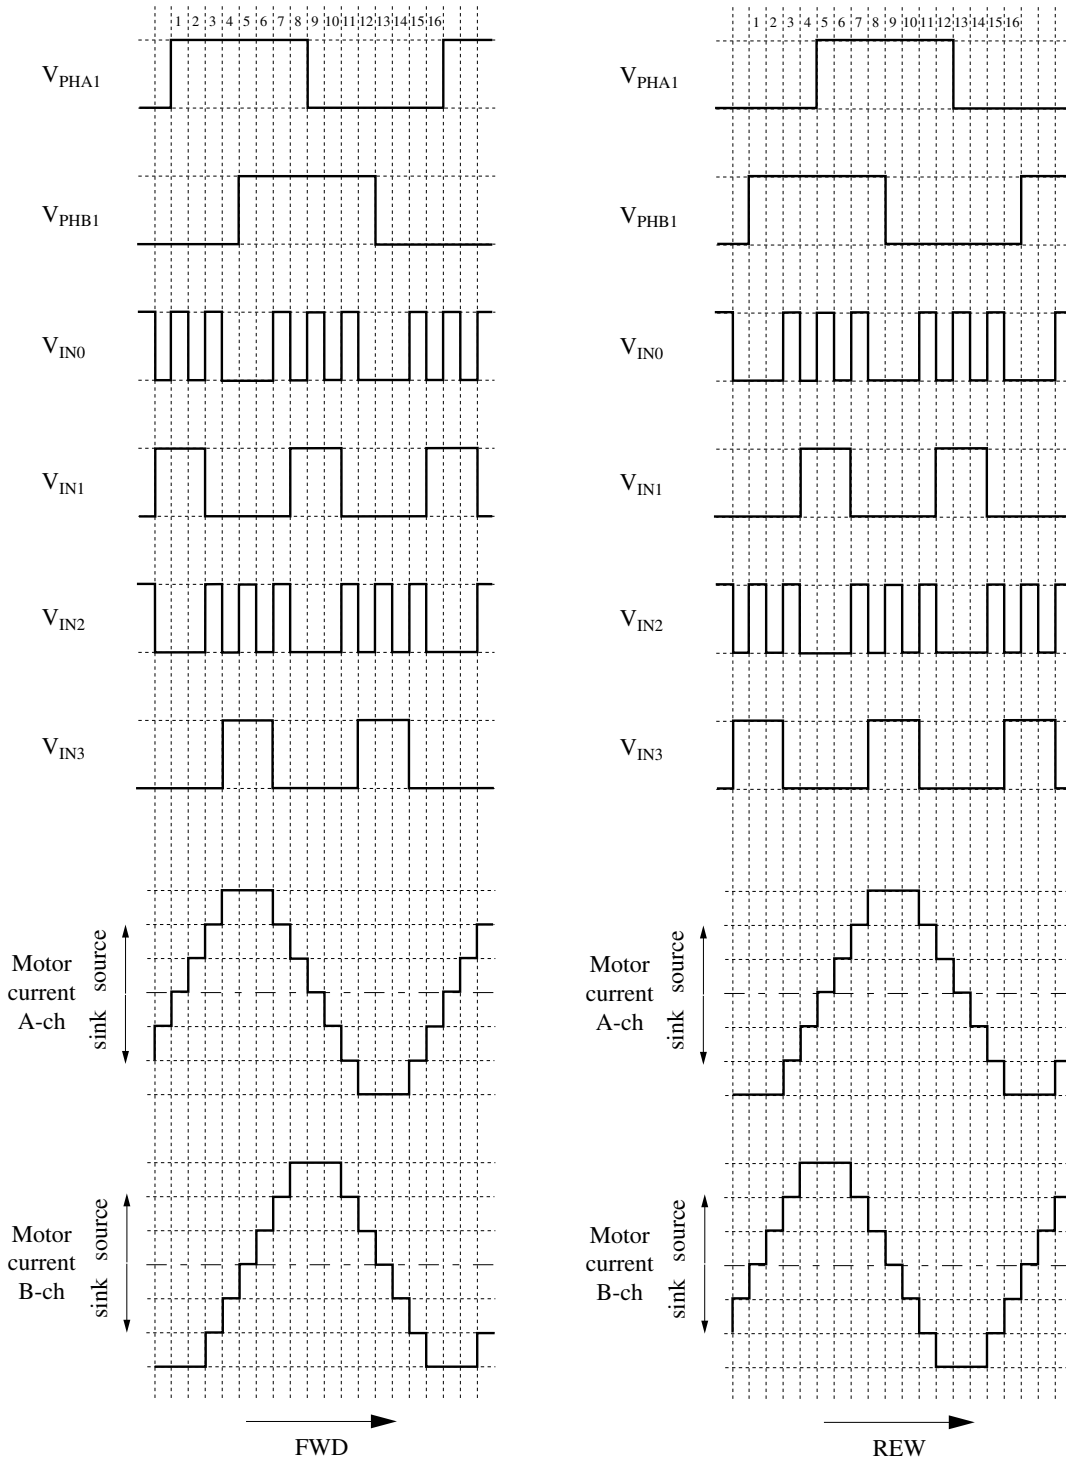 1 2 3 4 5 6 7 8 9 10 11 12 13 14 15 16
1 2 3 4 5 6 7 8 9 10 11 12 13 14 15 16
VPHA1
VPHA1
VPHB1
VPHB1
VIN0
VIN0
VIN1
VIN1
VIN2
VIN2
VIN3
VIN3
Motor
current
A-ch
sink source
Motor
current
A-ch
sink source
Motor
current
B-ch
sink source
Motor
current
B-ch
sink source
FWD
REW